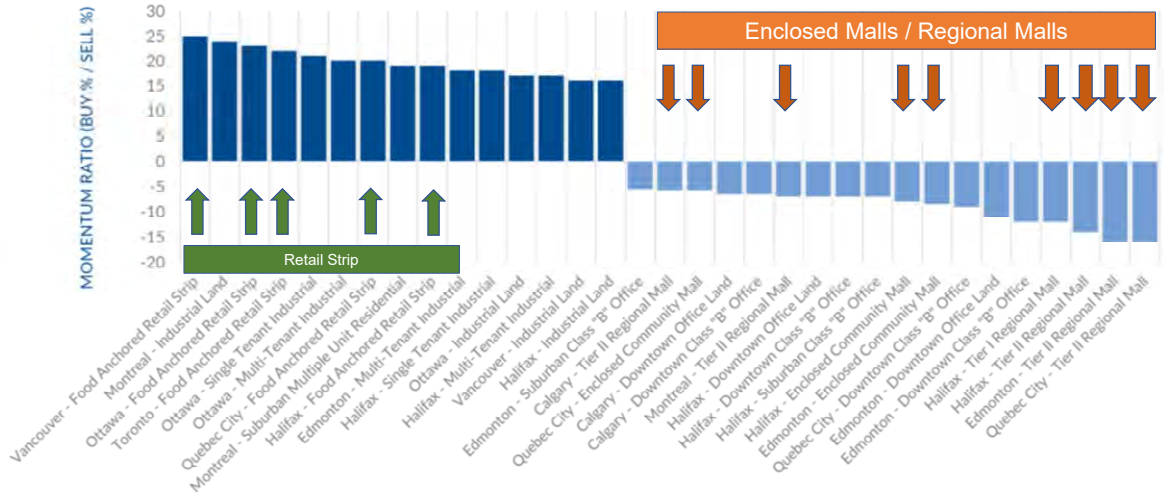 MOMENTUM RATIO (BUY % / SELL %)
30
25
20
15
10
5
0
-5
-10
-15
-20
Enclosed Malls / Regional Malls
Retail Strip
Vancouver - Food Anchored Retail Strip
Montreal - Industrial Land
Ottawa - Food Anchored Retail Strip
Toronto - Food Anchored Retail Strip
Ottawa - Single Tenant Industrial
Ottawa - Multi-Tenant Industrial
Quebec City - Food Anchored Retail Strip
Montreal - Suburban Multiple Unit Residential
Halifax - Food Anchored Retail Strip
Edmonton - Multi-Tenant Industrial
Halifax - Single Tenant Industrial
Ottawa - Industrial Land
Halifax - Multi-Tenant Industrial
Vancouver - Industrial Land
Halifax - Industrial Land
Edmonton - Suburban Class "B" Office
Calgary - Tier II Regional Mall
Quebec City - Enclosed Community Mall
Calgary - Downtown Office Land
Calgary - Downtown Class "B" Office
Montreal - Tier II Regional Mall
Halifax - Downtown Office Land
Halifax - Downtown Class "B" Office
Halifax - Suburban Class "B" Office
Halifax - Enclosed Community Mall
Edmonton - Enclosed Community Mall
Quebec City - Downtown Class "B" Office
Edmonton - Downtown Office Land
Edmonton - Downtown Class "B" Office
Halifax - Tier I Regional Mall
Halifax - Tier II Regional Mall
Edmonton - Tier II Regional Mall
Quebec City - Tier II Regional Mall